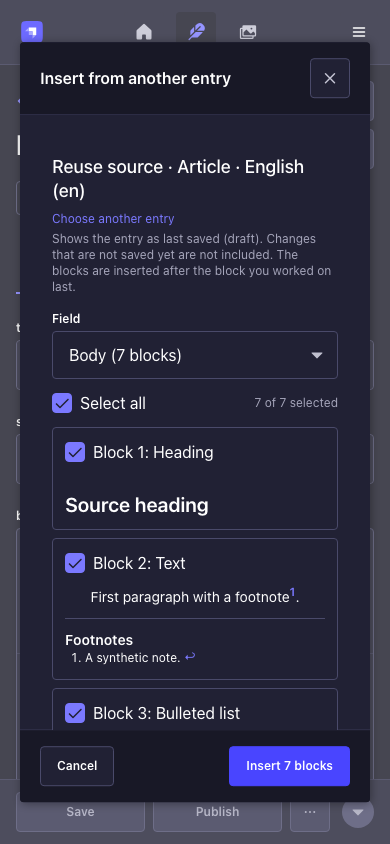 Insert from another entry
Reuse source · Article · English
(en)
Choose another entry
Shows the entry as last saved (draft). Changes
that are not saved yet are not included. The
blocks are inserted after the block you worked on
last.
Field
Body (7 blocks)
Select all
7 of 7 selected
Block 1: Heading
Source heading
Block 2: Text
First paragraph with a footnote1.
Footnotes
1. A synthetic note. ↩
Block 3: Bulleted list
Cancel
Insert 7 blocks
Save
Publish
...